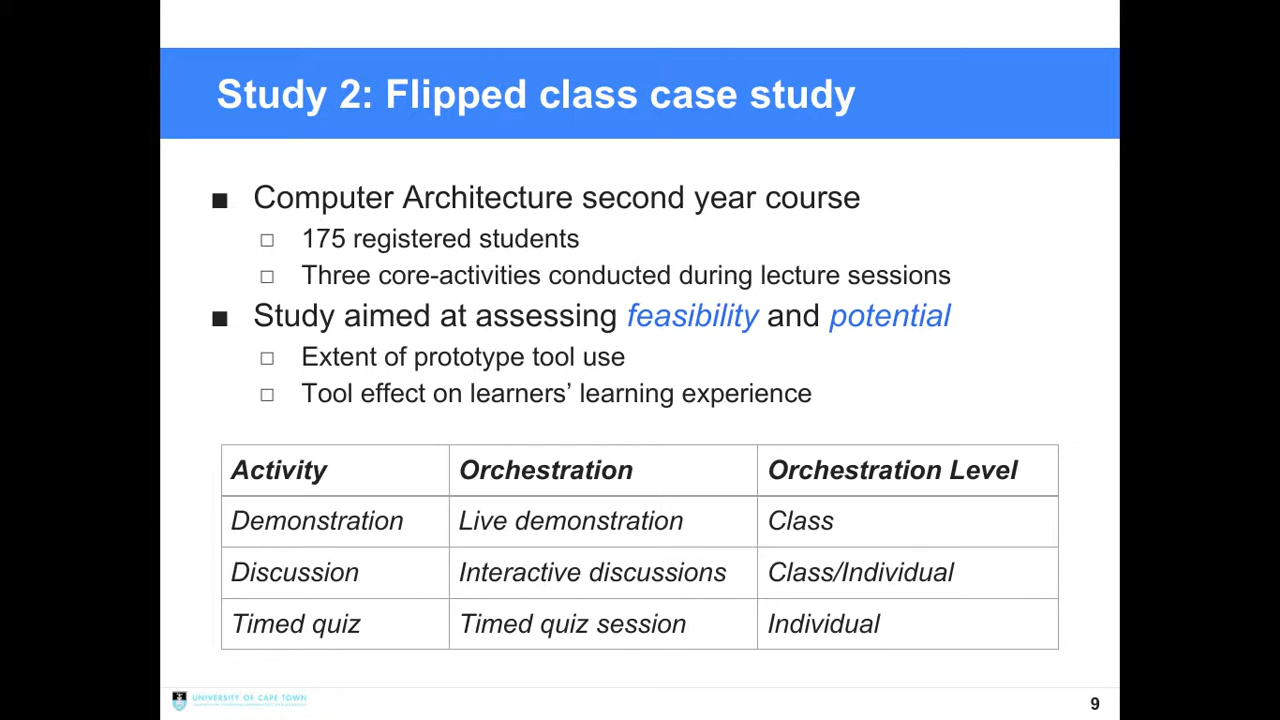 Study 2: Flipped class case study
■ Computer Architecture second year course
□ 175 registered students
□ Three core-activities conducted during lecture sessions
■ Study aimed at assessing feasibility and potential
□ Extent of prototype tool use
□ Tool effect on learners’ learning experience
Activity Orchestration Orchestration Level
Demonstration Live demonstration Class
Discussion Interactive discussions Class/Individual
Timed quiz Timed quiz session Individual
UNIVERSITY OF CAPE TOWN
9